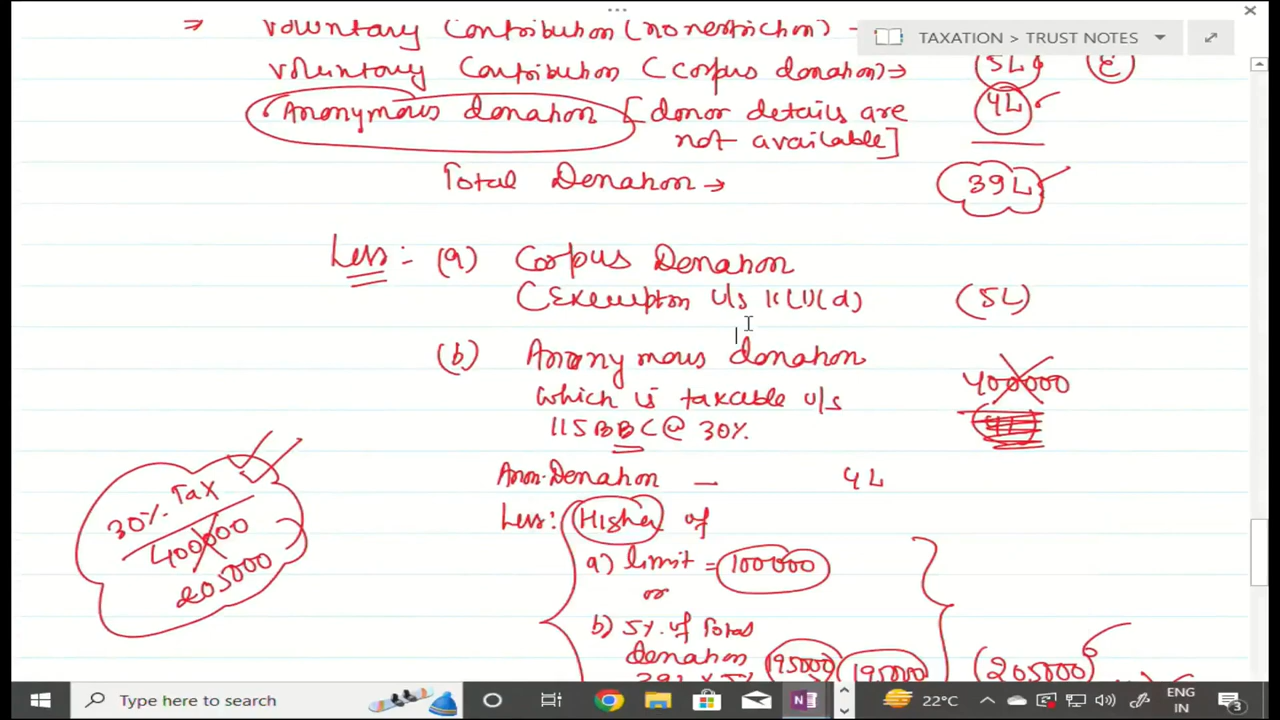 TAXATION > TRUST NOTES
⇒ Voluntary Contribution (no restriction) -
Voluntary Contribution (Corpus donation) → 5L E
Anonymous donation [donor details are 4L
not available]
Total Donation → 39L
Less: (a) Corpus Donation
(Exemption u/s 11(1)(d) (5L)
(b) Anonymous donation 400000
which is taxable u/s
115BBC @ 30%.
Anon. Donation — 4L
Less: Higher of
a) limit = 100000
or
b) 5% of Total
donation 195000 195000 (205000)
39L x 5%
30% Tax
400000
205000
Type here to search
22°C
ENG
IN
3